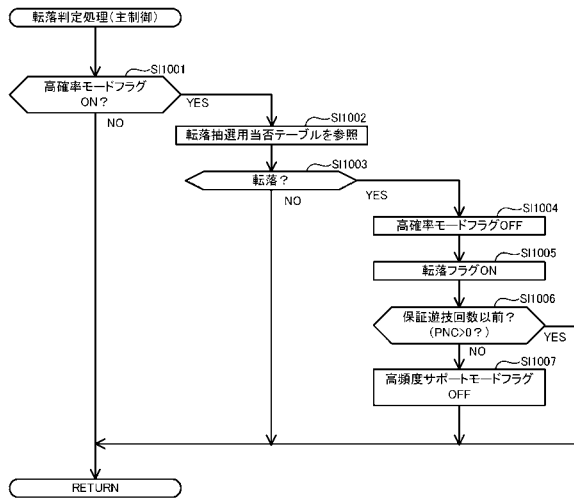 転落判定処理(主制御)
SI1001
高確率モードフラグ
ON?
YES
NO
SI1002
転落抽選用当否テーブルを参照
SI1003
転落?
YES
NO
SI1004
高確率モードフラグOFF
SI1005
転落フラグON
SI1006
保証遊技回数以前?
(PNC>0?)
YES
NO
SI1007
高頻度サポートモードフラグ
OFF
RETURN